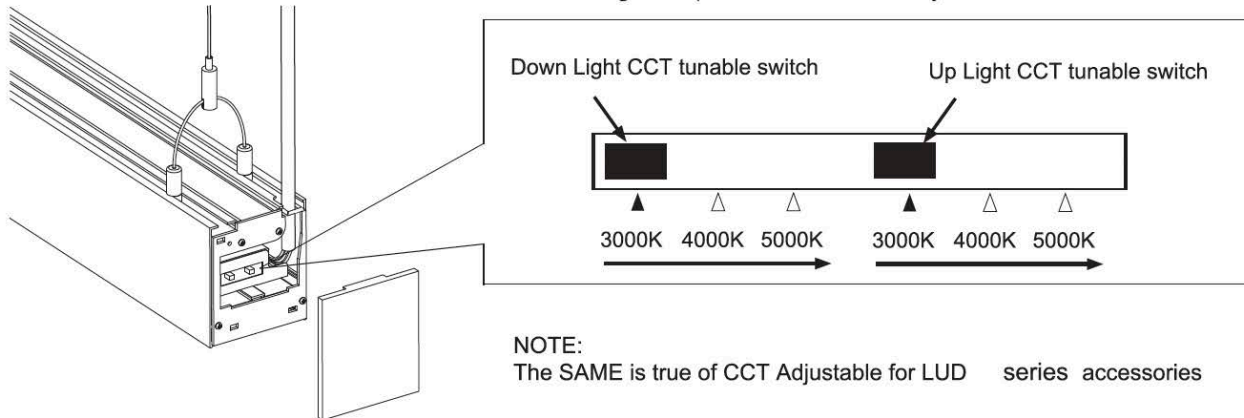 Down Light CCT tunable switch
Up Light CCT tunable switch
3000K 4000K 5000K 3000K 4000K 5000K
NOTE:
The SAME is true of CCT Adjustable for LUD series accessories